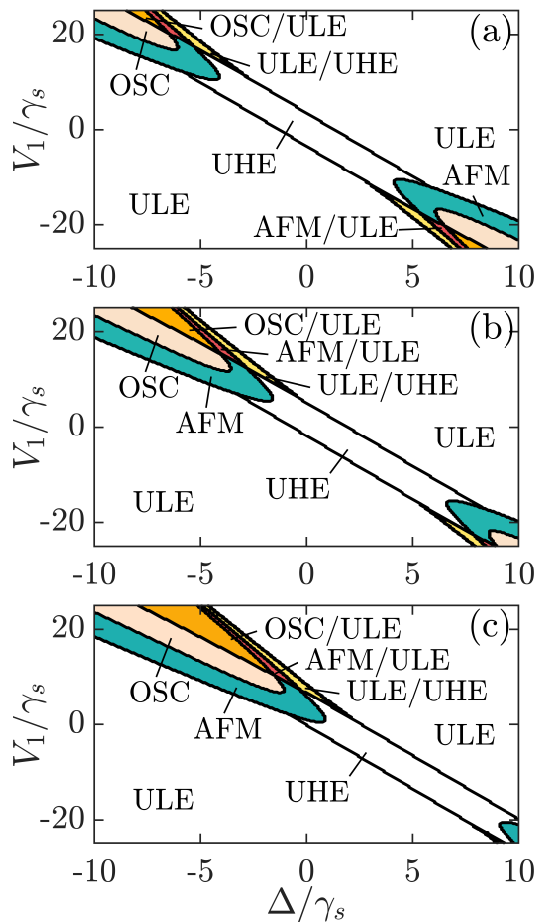 (a)
V₁/γₛ
20
0
-20
OSC/ULE
ULE/UHE
OSC
UHE
ULE
ULE
AFM
AFM/ULE
-10 -5 0 5 10
(b)
V₁/γₛ
20
0
-20
OSC/ULE
AFM/ULE
ULE/UHE
OSC
AFM
ULE
UHE
ULE
-10 -5 0 5 10
(c)
V₁/γₛ
20
0
-20
OSC/ULE
AFM/ULE
ULE/UHE
OSC
AFM
ULE
UHE
ULE
-10 -5 0 5 10
Δ/γₛ